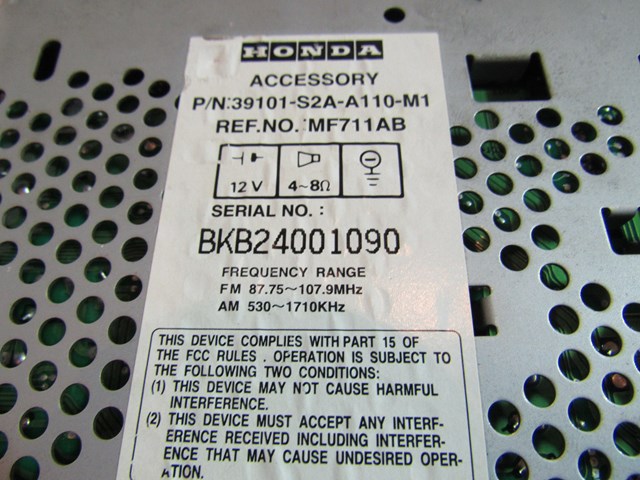 HONDA
ACCESSORY
P/N:39101-S2A-A110-M1
REF.NO.:MF711AB
12 V 4~8Ω
SERIAL NO. :
BKB24001090
FREQUENCY RANGE
FM 87.75~107.9MHz
AM 530~1710KHz
THIS DEVICE COMPLIES WITH PART 15 OF
THE FCC RULES . OPERATION IS SUBJECT TO
THE FOLLOWING TWO CONDITIONS:
(1) THIS DEVICE MAY NOT CAUSE HARMFUL
INTERFERENCE.
(2) THIS DEVICE MUST ACCEPT ANY INTERF-
ERENCE RECEIVED INCLUDING INTERFER-
ENCE THAT MAY CAUSE UNDESIRED OPER-
ATION.